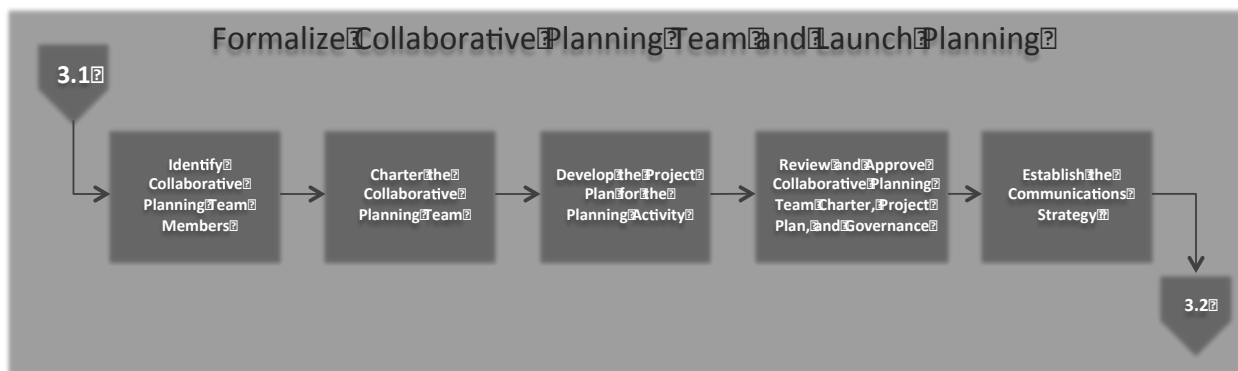 Formalize Collaborative Planning Team and Launch Planning
3.1
Identify
Collaborative
Planning Team
Members
Charter the
Collaborative
Planning Team
Develop the Project
Plan for the
Planning Activity
Review and Approve
Collaborative Planning
Team Charter, Project
Plan, and Governance
Establish the
Communications
Strategy
3.2